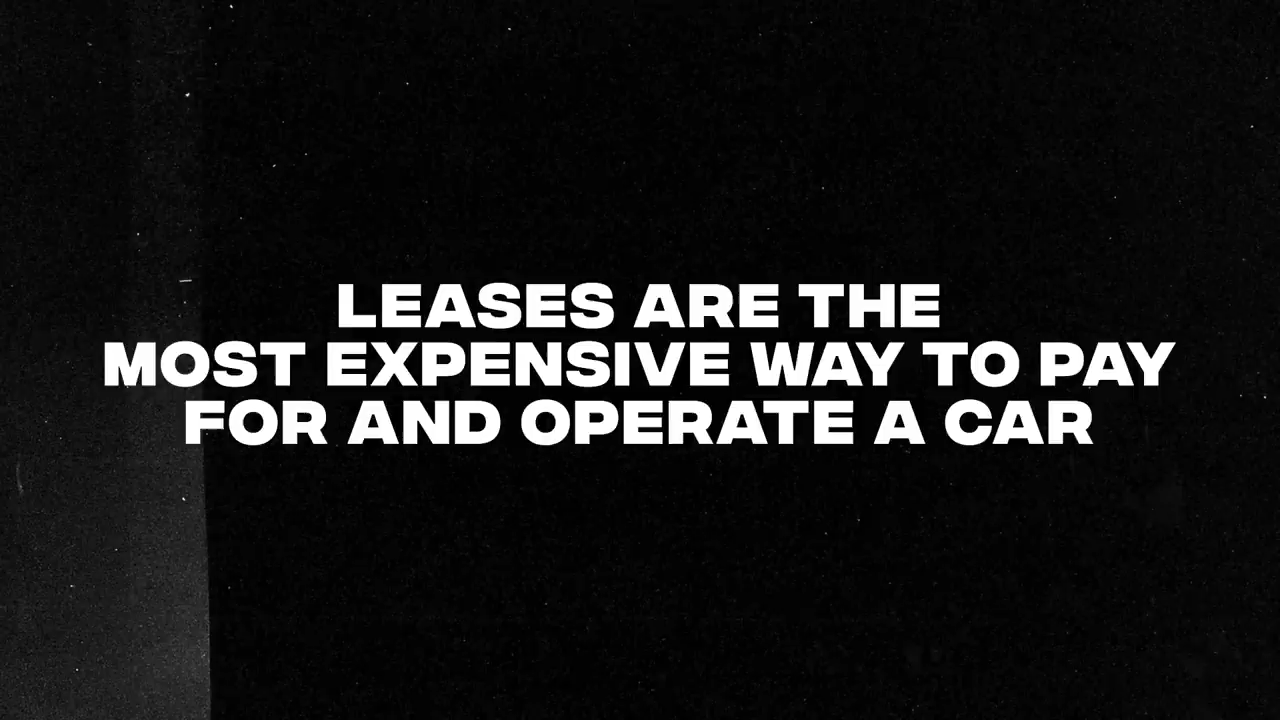 LEASES ARE THE
MOST EXPENSIVE WAY TO PAY
FOR AND OPERATE A CAR